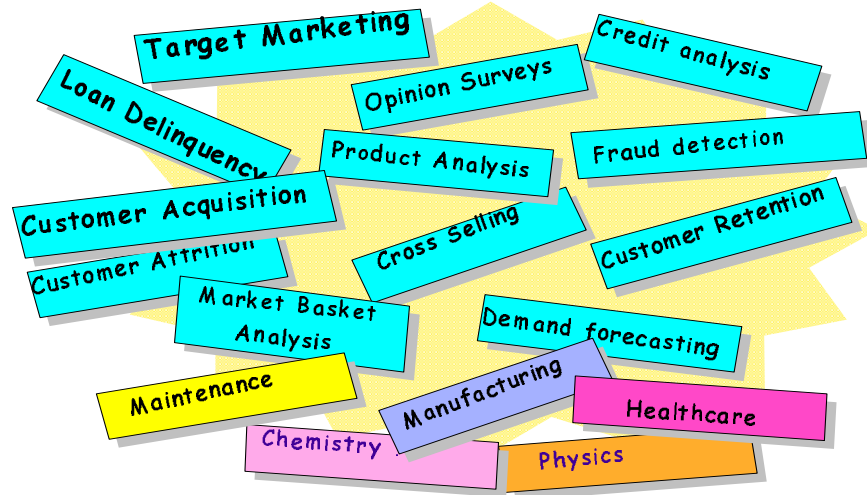 Target Marketing
Credit analysis
Opinion Surveys
Loan Delinquency
Fraud detection
Product Analysis
Customer Acquisition
Cross Selling
Customer Retention
Customer Attrition
Market Basket
Analysis
Demand forecasting
Maintenance
Manufacturing
Healthcare
Chemistry
Physics